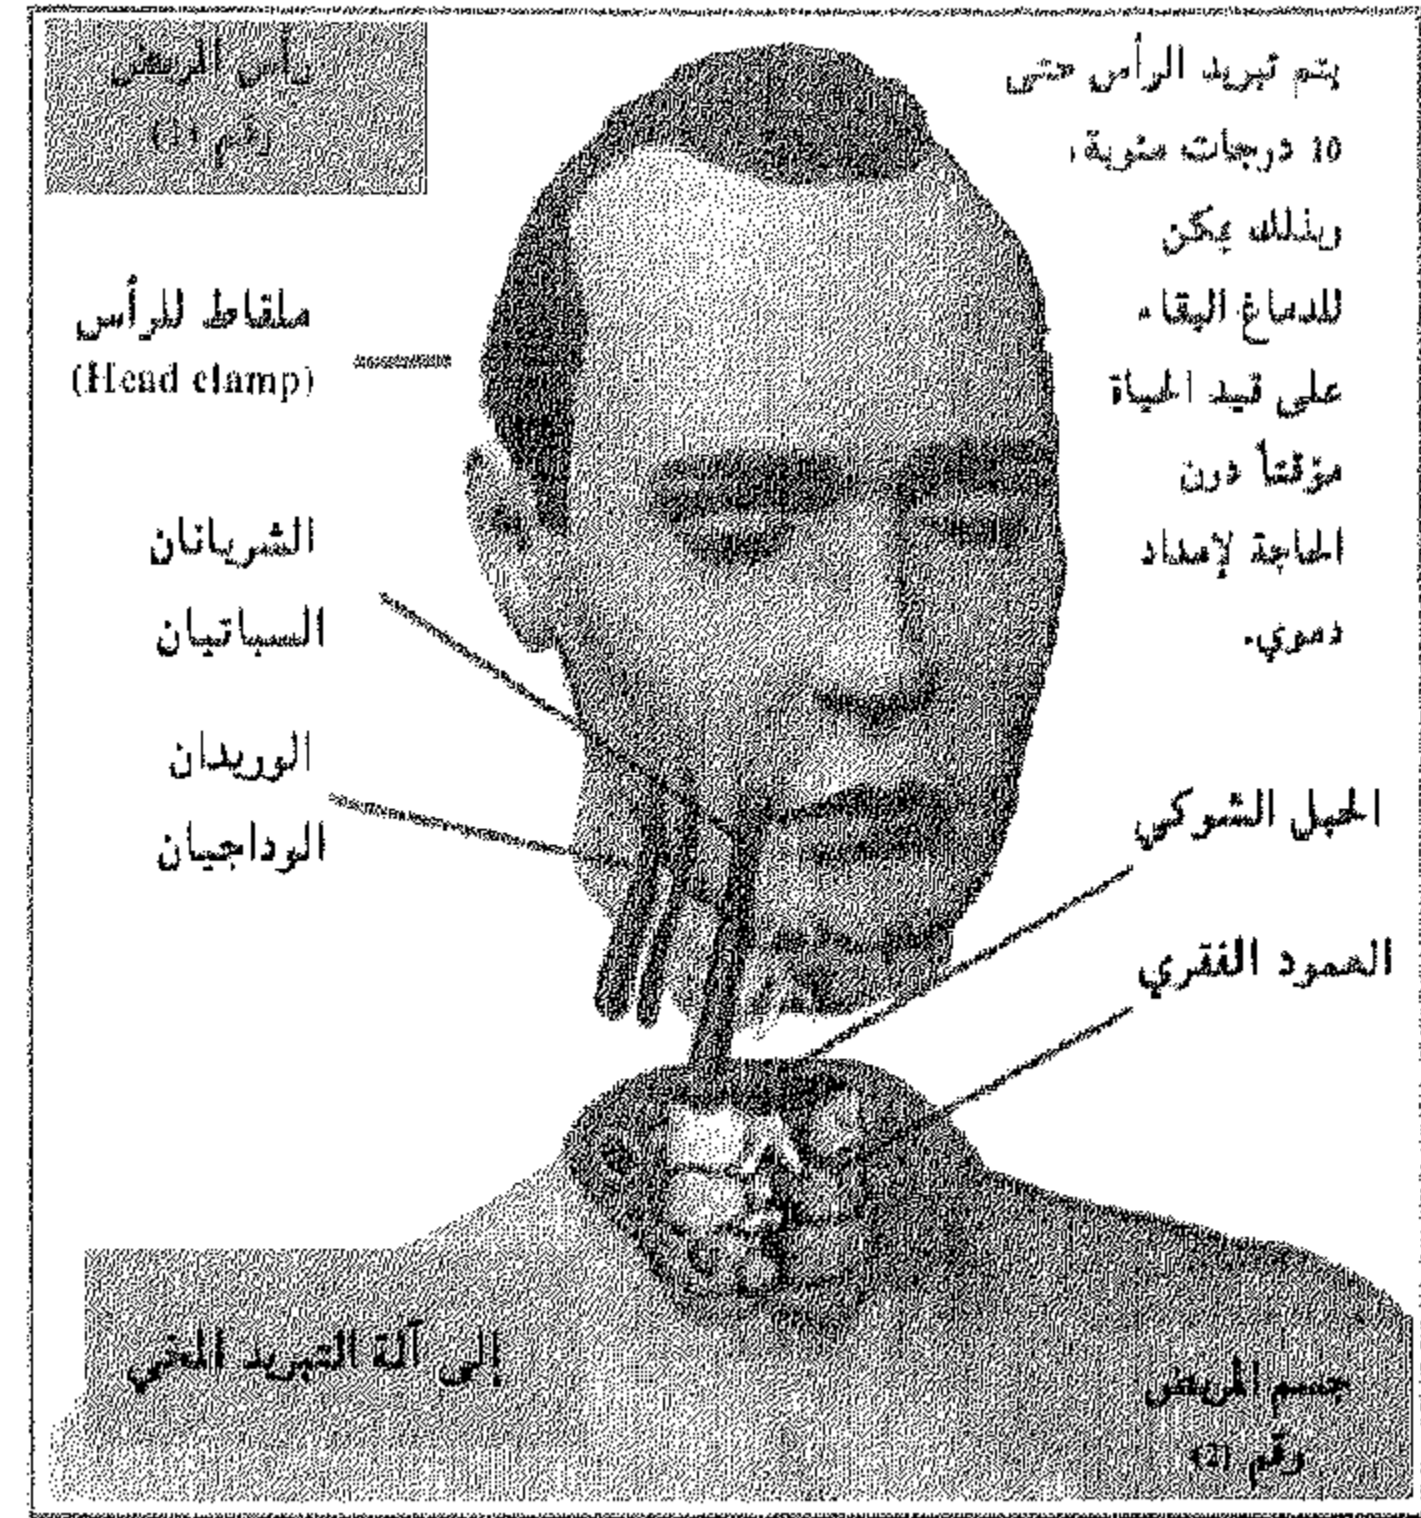 رأس المريض
رقم (1)
يتم تبريد الرأس حتى
10 درجات مئوية،
وبذلك يمكن
للدماغ البقاء
على قيد الحياة
مؤقتاً دون
الحاجة لإمداد
دموي.
ملقاط للرأس
(Head clamp)
الشريانان
السباتيان
الوريدان
الوداجيان
الحبل الشوكي
العمود الفقري
إلى آلة التبريد المخي
جسم المريض
رقم (2)